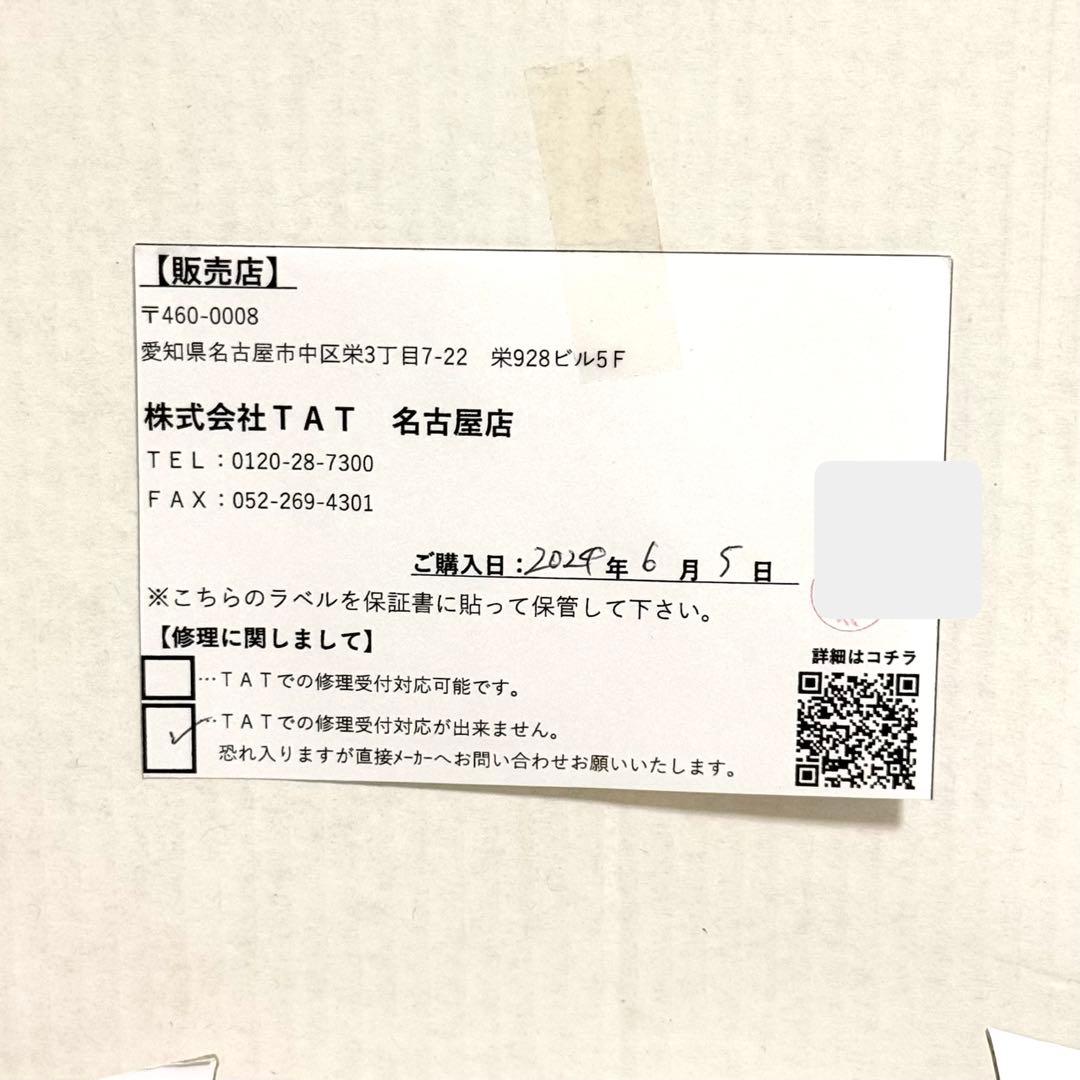 【販売店】
〒460-0008
愛知県名古屋市中区栄3丁目7-22　栄928ビル5F
株式会社TAT　名古屋店
TEL：0120-28-7300
FAX：052-269-4301
ご購入日：2024年 6月 5日
※こちらのラベルを保証書に貼って保管して下さい。
【修理に関しまして】
…TATでの修理受付対応可能です。
…TATでの修理受付対応が出来ません。
恐れ入りますが直接ﾒｰｶｰへお問い合わせお願いいたします。
詳細はコチラ